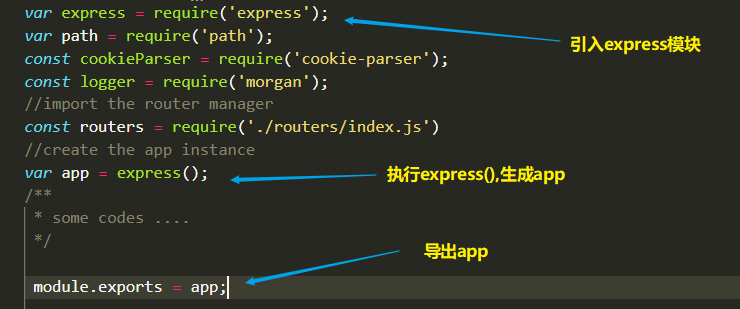 var express = require('express');
引入express模块
var path = require('path');
const cookieParser = require('cookie-parser');
const logger = require('morgan');
//import the router manager
const routers = require('./routers/index.js')
//create the app instance
var app = express();
执行express(),生成app
/**
* some codes ....
*/
导出app
module.exports = app;